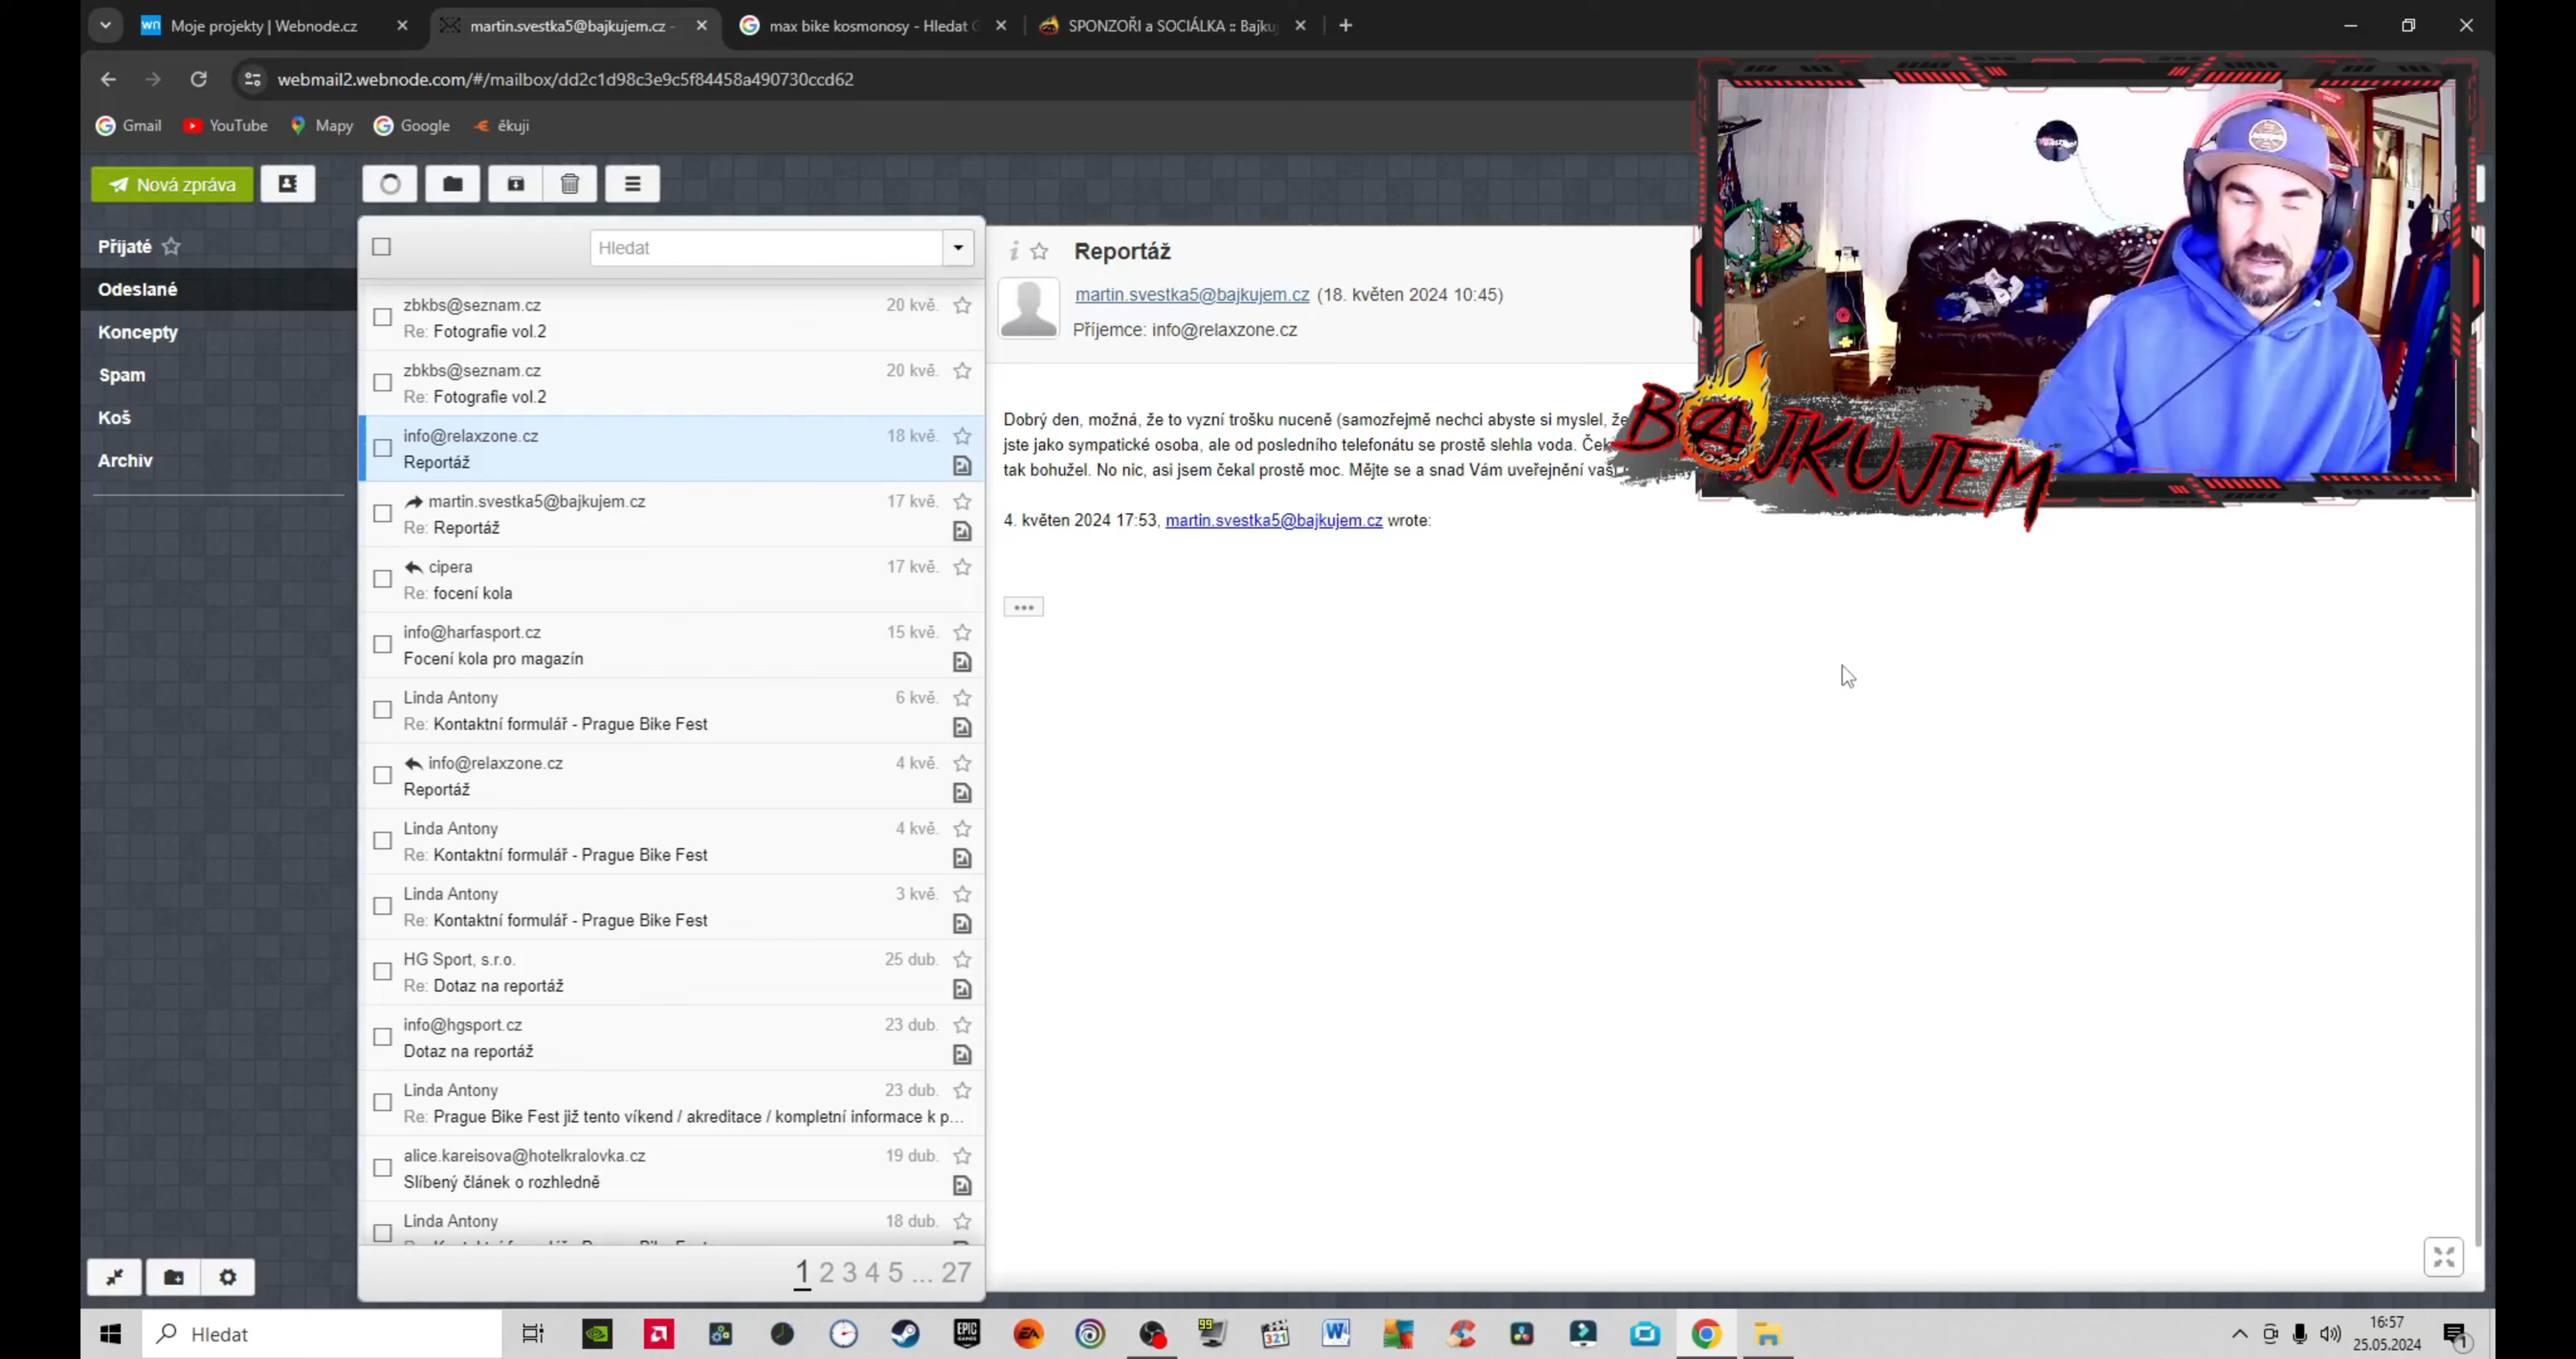 Moje projekty | Webnode.cz
martin.svestka5@bajkujem.cz -
max bike kosmonosy - Hledat G
SPONZOŘI a SOCIÁLKA :: Bajkuj
webmail2.webnode.com/#/mailbox/dd2c1d98c3e9c5f84458a490730ccd62
Gmail YouTube Mapy Google ěkuji
Nová zpráva
Přijaté
Odeslané
Koncepty
Spam
Koš
Archiv
Hledat
zbkbs@seznam.cz 20 kvě.
Re: Fotografie vol.2
zbkbs@seznam.cz 20 kvě.
Re: Fotografie vol.2
info@relaxzone.cz 18 kvě.
Reportáž
martin.svestka5@bajkujem.cz 17 kvě.
Re: Reportáž
cipera 17 kvě.
Re: focení kola
info@harfasport.cz 15 kvě.
Focení kola pro magazín
Linda Antony 6 kvě.
Re: Kontaktní formulář - Prague Bike Fest
info@relaxzone.cz 4 kvě.
Reportáž
Linda Antony 4 kvě.
Re: Kontaktní formulář - Prague Bike Fest
Linda Antony 3 kvě.
Re: Kontaktní formulář - Prague Bike Fest
HG Sport, s.r.o. 25 dub.
Re: Dotaz na reportáž
info@hgsport.cz 23 dub.
Dotaz na reportáž
Linda Antony 23 dub.
Re: Prague Bike Fest již tento víkend / akreditace / kompletní informace k p...
alice.kareisova@hotelkralovka.cz 19 dub.
Slíbený článek o rozhledně
Linda Antony 18 dub.
1 2 3 4 5 ... 27
Reportáž
martin.svestka5@bajkujem.cz (18. květen 2024 10:45)
Příjemce: info@relaxzone.cz
Dobrý den, možná, že to vyzní trošku nuceně (samozřejmě nechci abyste si myslel, že
jste jako sympatické osoba, ale od posledního telefonátu se prostě slehla voda. Ček
tak bohužel. No nic, asi jsem čekal prostě moc. Mějte se a snad Vám uveřejnění vaší
4. květen 2024 17:53, martin.svestka5@bajkujem.cz wrote:
BAJKUJEM
Hledat
EPIC GAMES
EA
99
321
W
16:57
25.05.2024
1